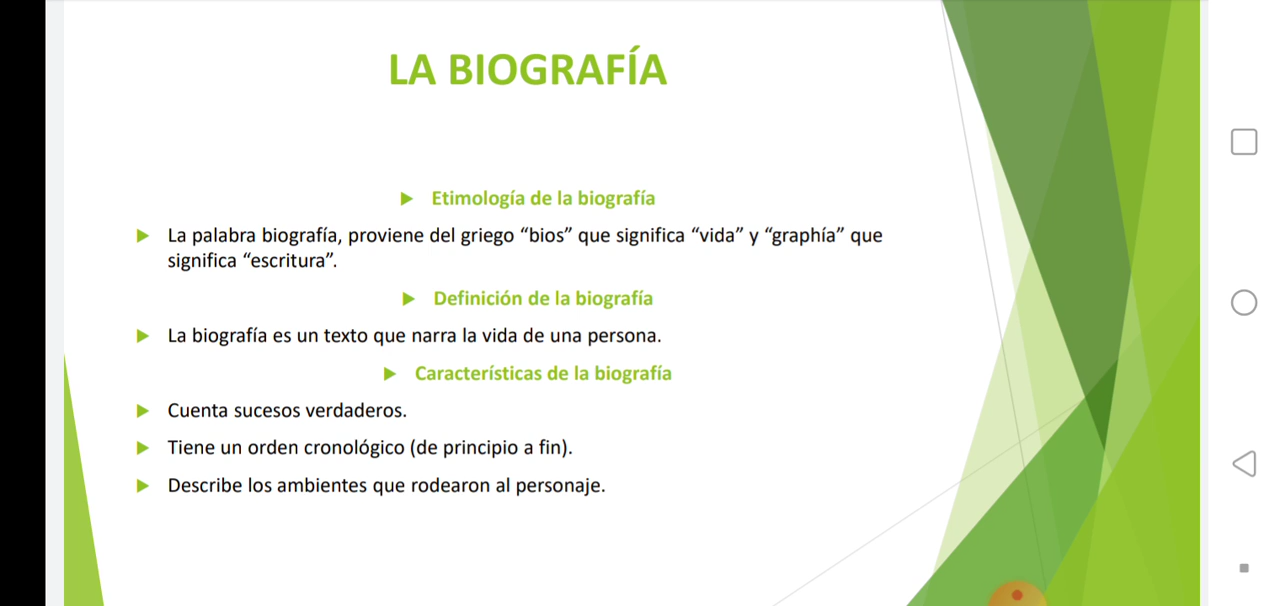 LA BIOGRAFÍA
Etimología de la biografía
La palabra biografía, proviene del griego “bios” que significa “vida” y “graphía” que
significa “escritura”.
Definición de la biografía
La biografía es un texto que narra la vida de una persona.
Características de la biografía
Cuenta sucesos verdaderos.
Tiene un orden cronológico (de principio a fin).
Describe los ambientes que rodearon al personaje.